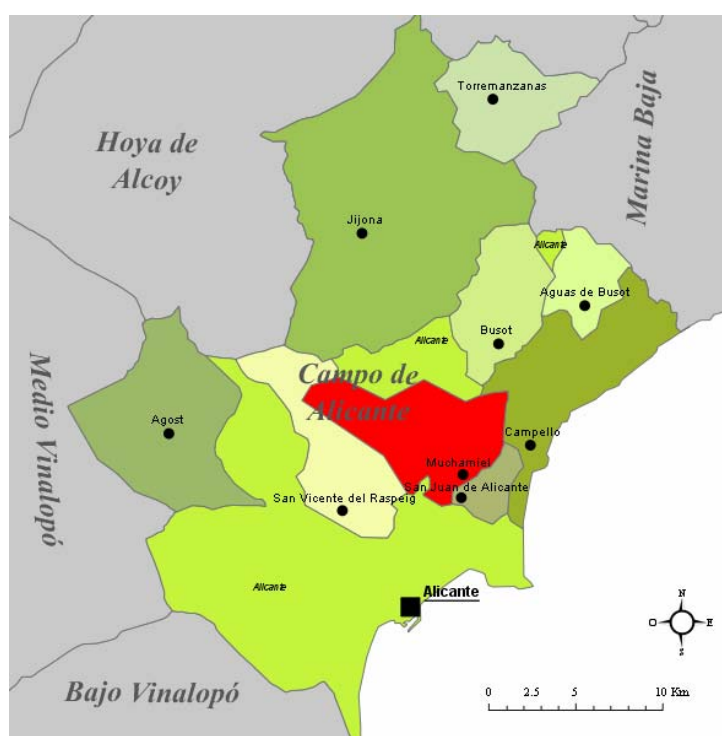 Torremanzanas
Hoya de
Alcoy
Marina Baja
Jijona
Alicante
Aguas de Busot
Busot
Alicante
Medio Vinalopó
Campo de
Alicante
Agost
Campello
Muchamiel
San Juan de Alicante
San Vicente del Raspeig
Alicante
Alicante
Bajo Vinalopó
N
O E
S
0 2.5 5 10 Km